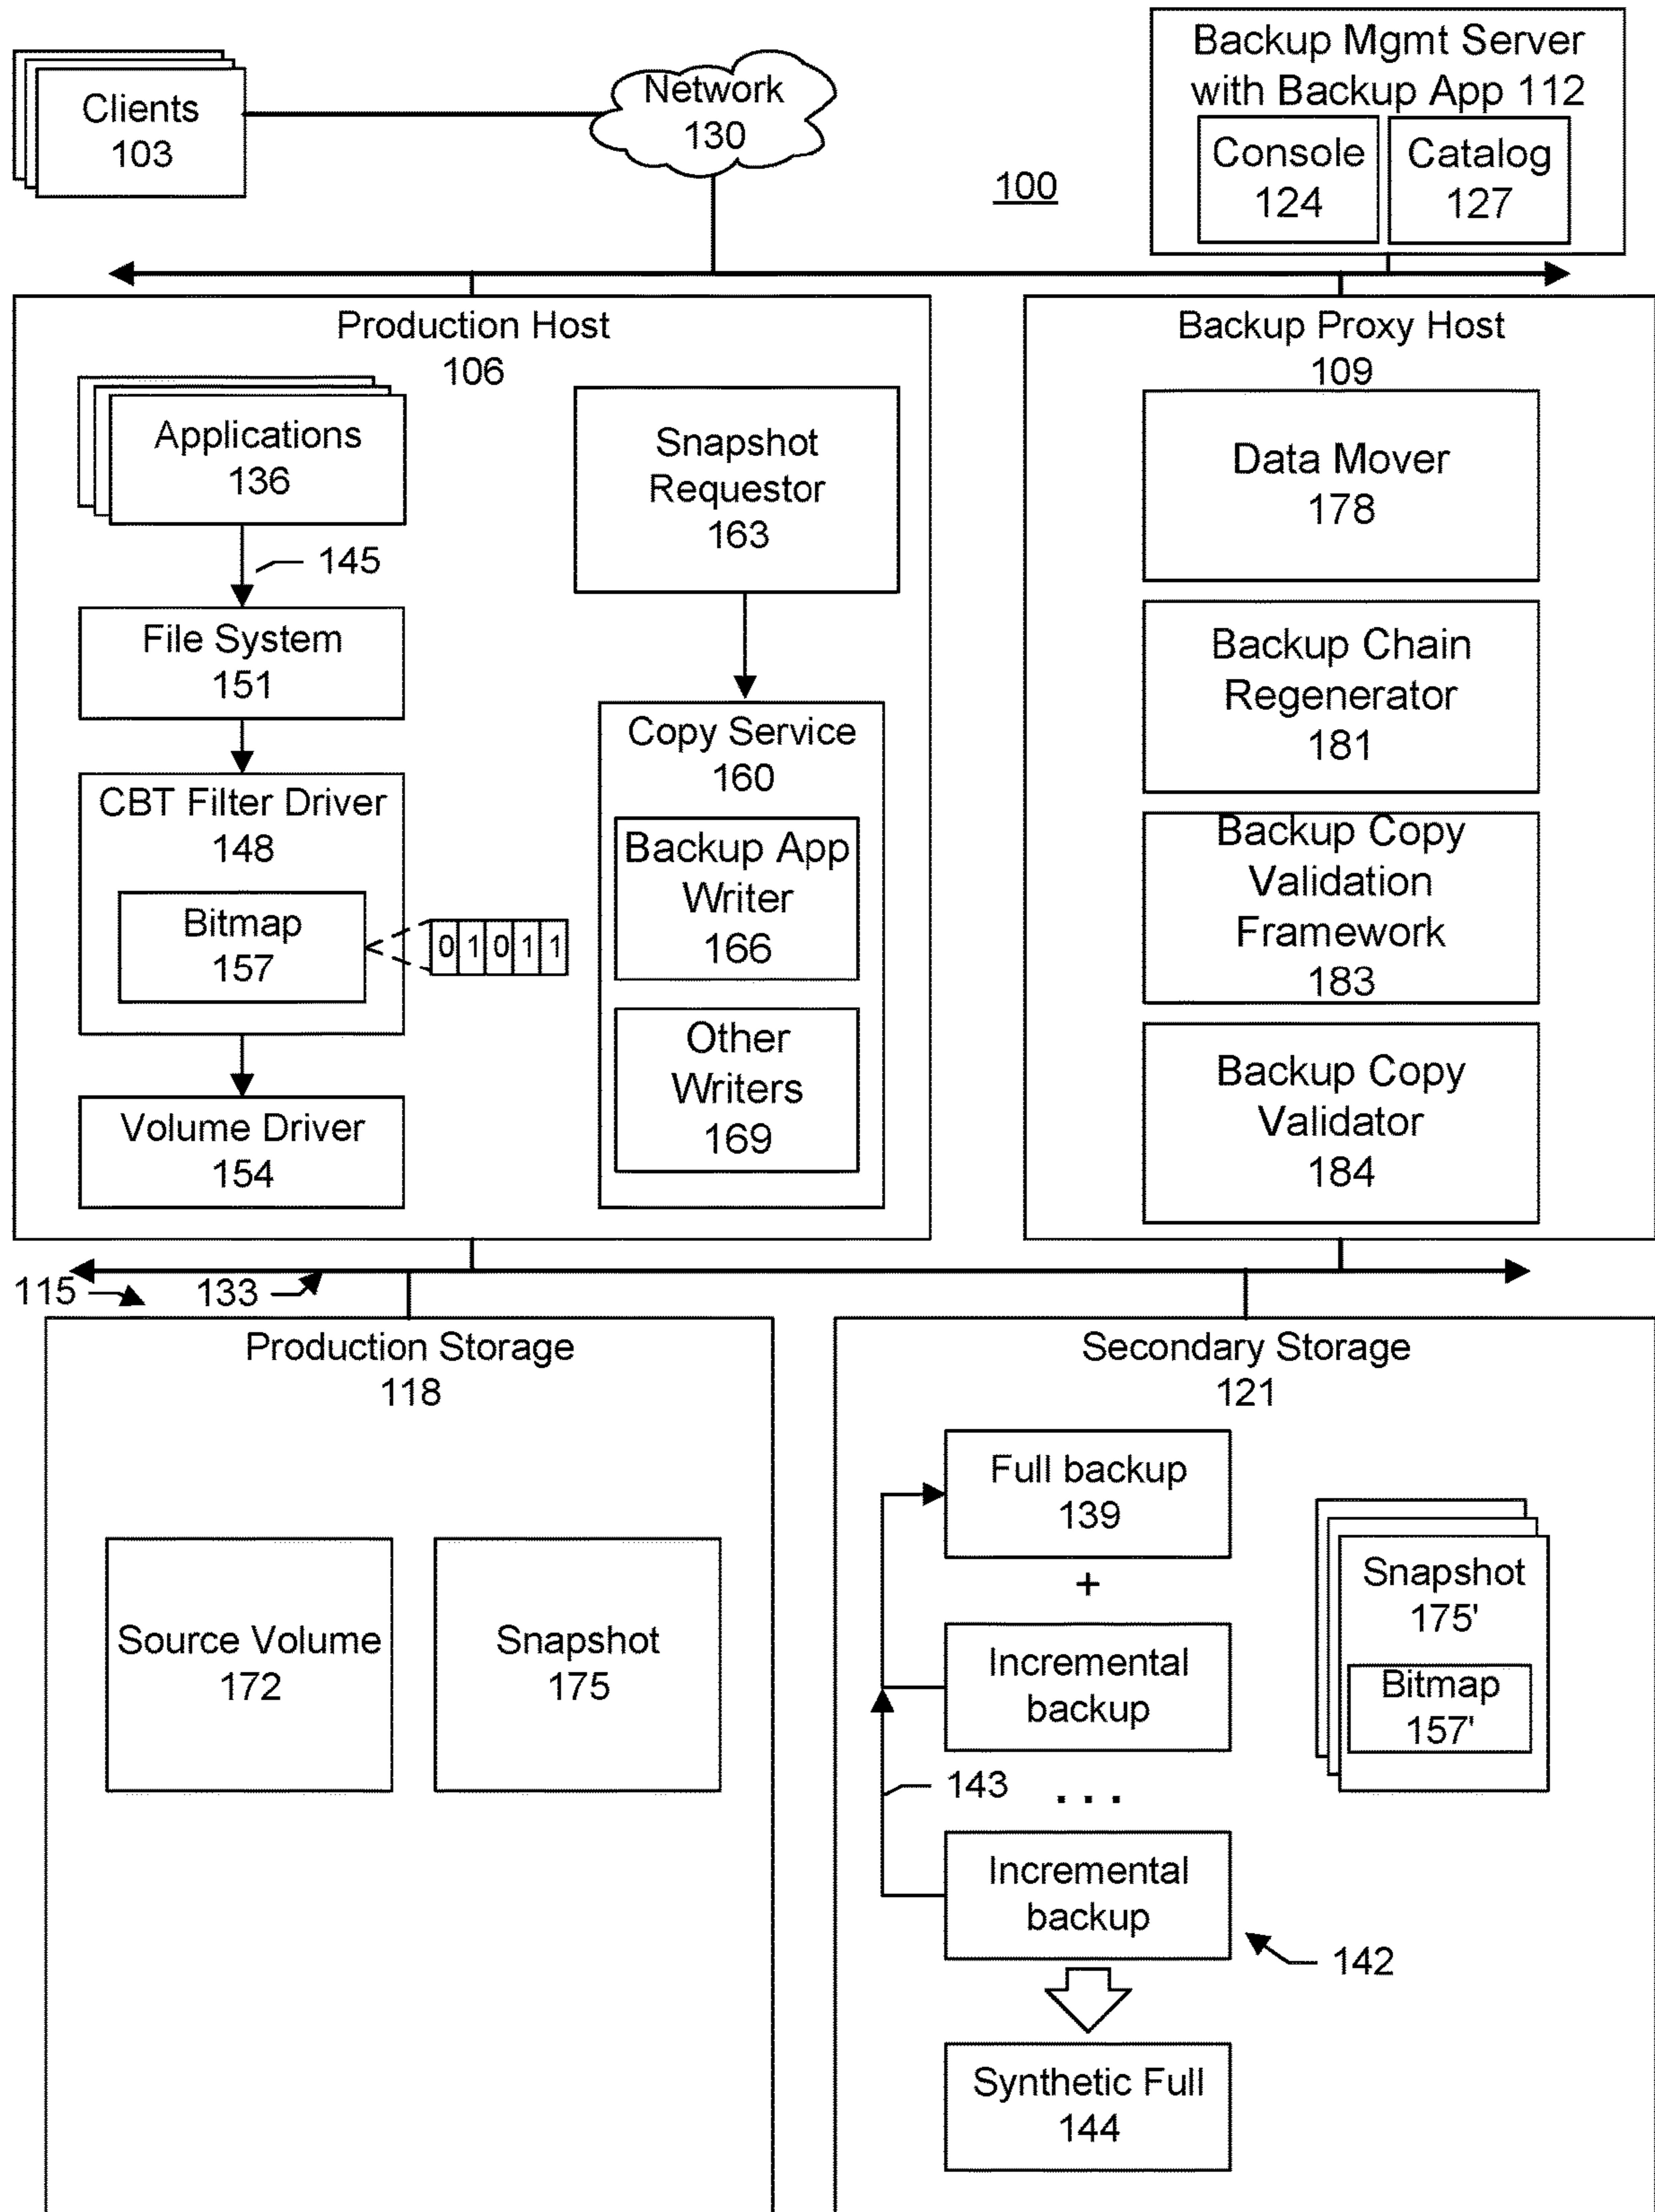 Clients
103
Network
130
100
Backup Mgmt Server
with Backup App 112
Console
124
Catalog
127
Production Host
106
Applications
136
145
File System
151
CBT Filter Driver
148
Bitmap
157
0 1 0 1 1
Volume Driver
154
Snapshot
Requestor
163
Copy Service
160
Backup App
Writer
166
Other
Writers
169
Backup Proxy Host
109
Data Mover
178
Backup Chain
Regenerator
181
Backup Copy
Validation
Framework
183
Backup Copy
Validator
184
115
133
Production Storage
118
Source Volume
172
Snapshot
175
Secondary Storage
121
Full backup
139
+
Incremental
backup
143
. . .
Incremental
backup
142
Synthetic Full
144
Snapshot
175'
Bitmap
157'